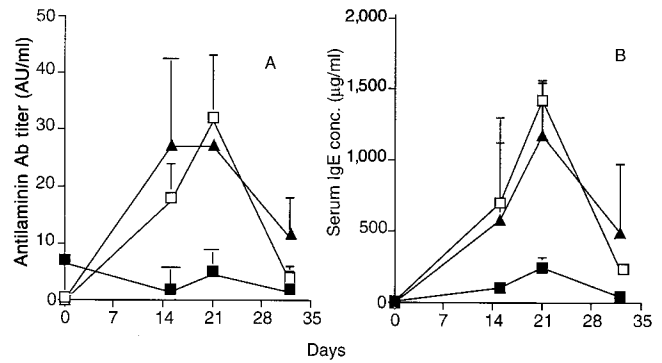 A
Antilaminin Ab titer (AU/ml)
50
40
30
20
10
0
0 7 14 21 28 35
B
Serum IgE conc. (µg/ml)
2,000
1,500
1,000
500
0
0 7 14 21 28 35
Days